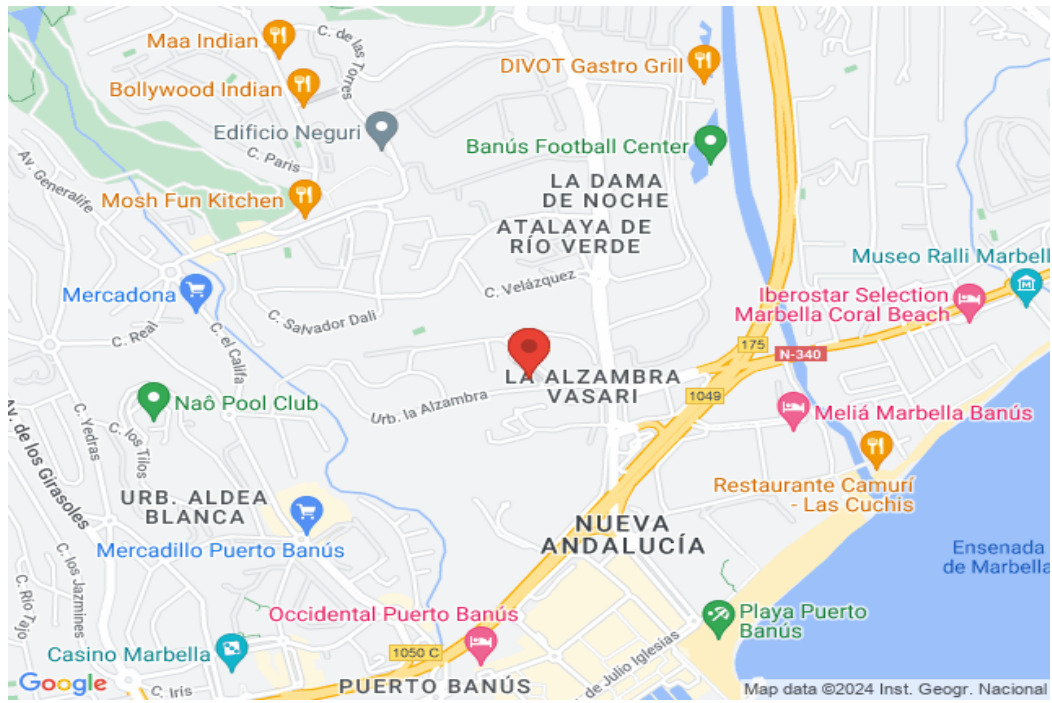 Maa Indian
C. de las Torres
DIVOT Gastro Grill
Bollywood Indian
Edificio Neguri
Banús Football Center
C. París
Av. Generalife
LA DAMA
DE NOCHE
Mosh Fun Kitchen
ATALAYA DE
RÍO VERDE
Museo Ralli Marbell
C. Velázquez
Mercadona
Iberostar Selection
Marbella Coral Beach
C. Salvador Dalí
C. Real
C. el Califa
175
N-340
LA ALZAMBRA
VASARI
1049
Urb. la Alzambra
Naô Pool Club
Meliá Marbella Banús
C. Yedras
C. los Tilos
Av. de los Girasoles
Restaurante Camurí
- Las Cuchis
URB. ALDEA
BLANCA
NUEVA
ANDALUCÍA
Mercadillo Puerto Banús
Ensenada
de Marbella
C. los Jazmines
C. Río Tajo
Occidental Puerto Banús
Playa Puerto
Banús
Casino Marbella
1050 C
de Julio Iglesias
Google
C. Iris
PUERTO BANÚS
Map data ©2024 Inst. Geogr. Nacional